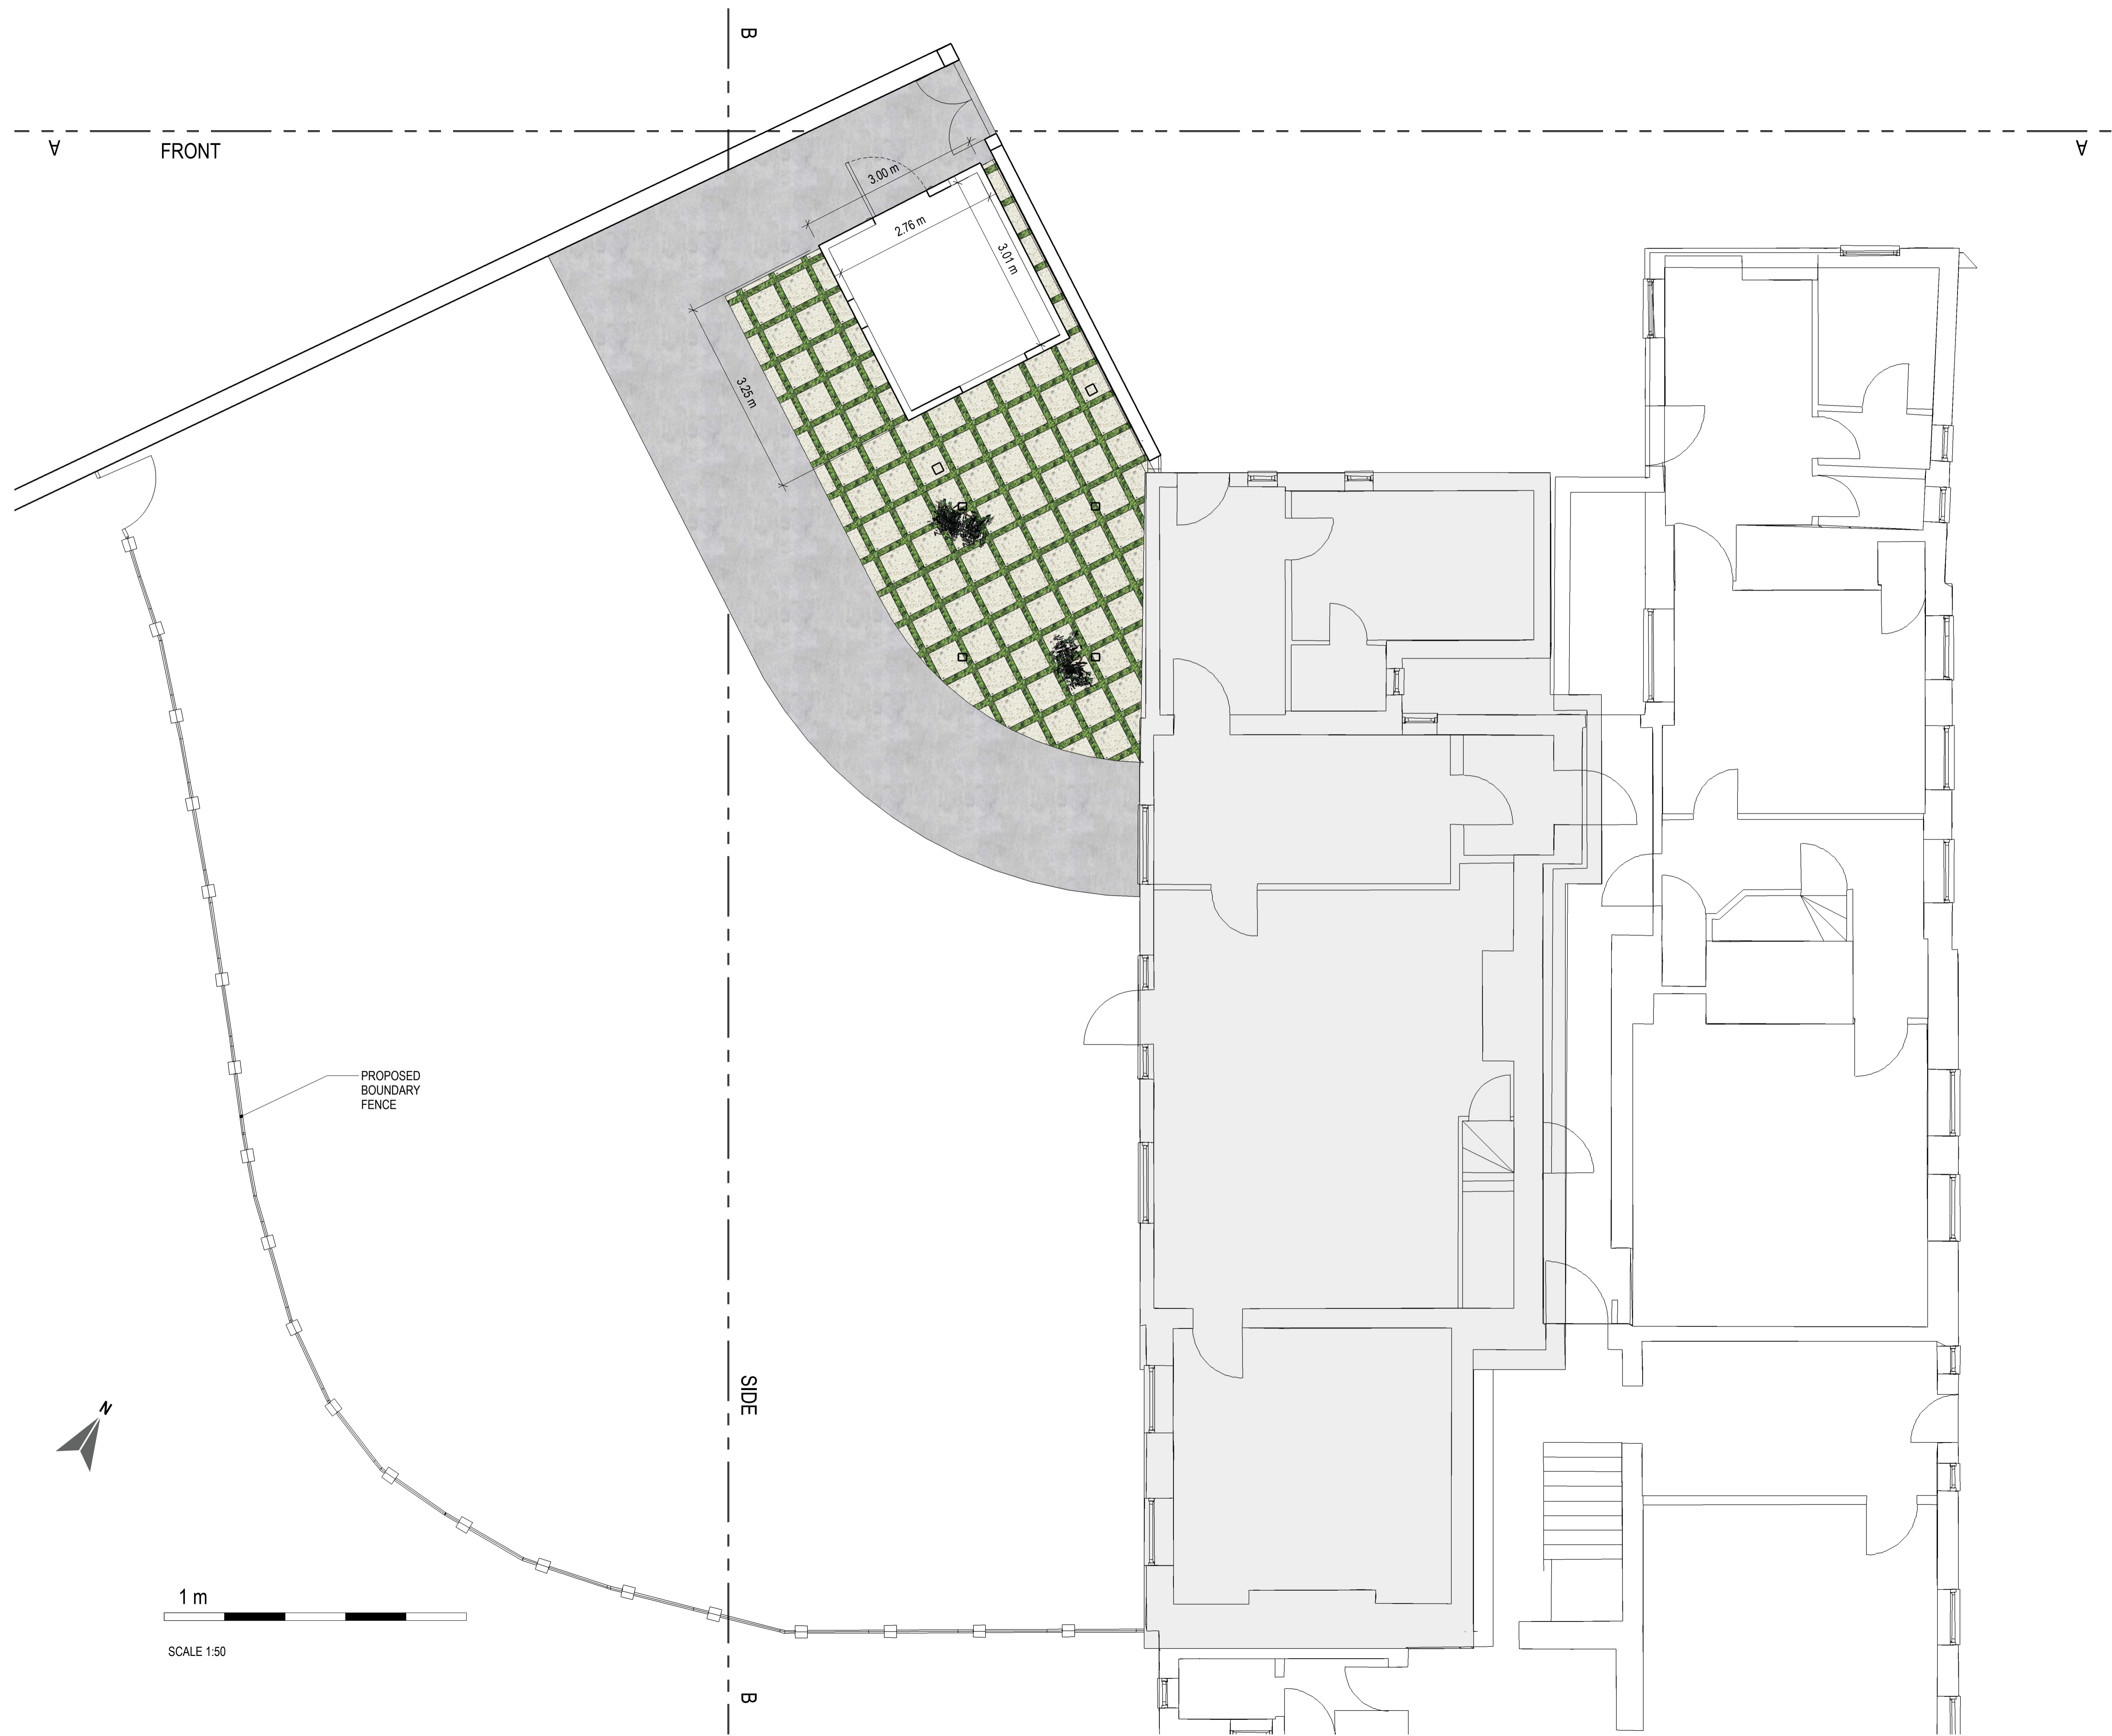 B
A
FRONT
A
3.00 m
2.76 m
3.01 m
3.25 m
PROPOSED
BOUNDARY
FENCE
SIDE
N
1 m
SCALE 1:50
B